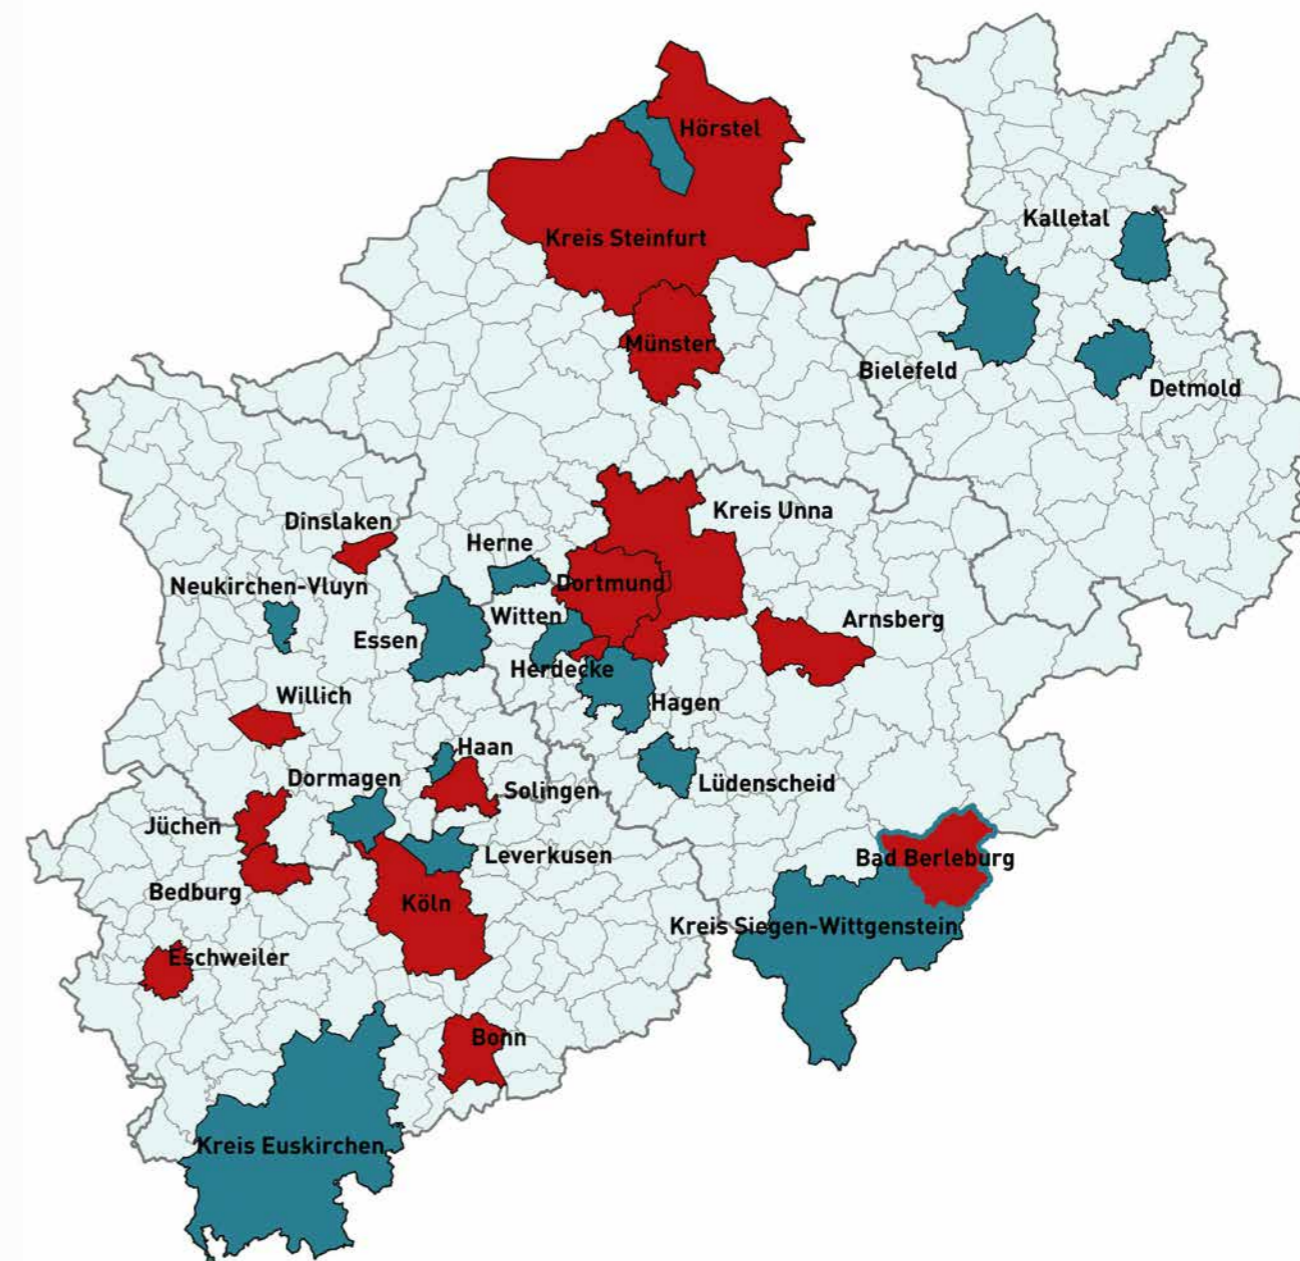 Hörstel
Kalletal
Kreis Steinfurt
Münster
Bielefeld
Detmold
Kreis Unna
Dinslaken
Herne
Dortmund
Neukirchen-Vluyn
Witten
Arnsberg
Essen
Herdecke
Willich
Hagen
Haan
Dormagen
Lüdenscheid
Solingen
Jüchen
Leverkusen
Bad Berleburg
Bedburg
Köln
Kreis Siegen-Wittgenstein
Eschweiler
Bonn
Kreis Euskirchen